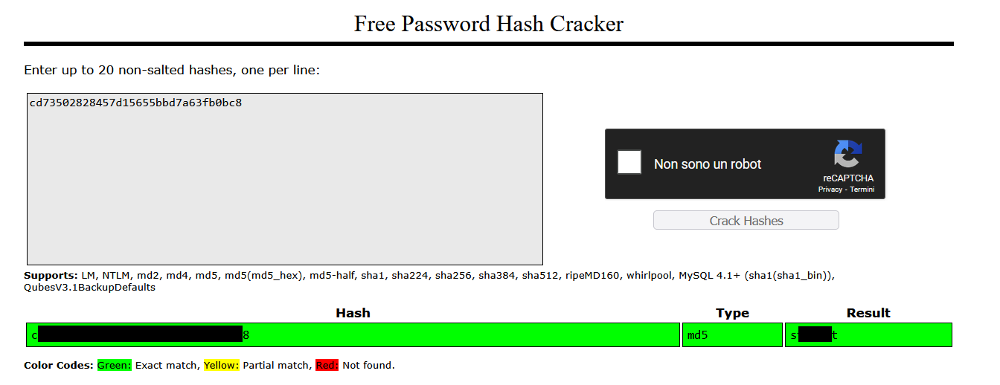 Free Password Hash Cracker
Enter up to 20 non-salted hashes, one per line:
cd73502828457d15655bbd7a63fb0bc8
Non sono un robot
reCAPTCHA
Privacy - Termini
Crack Hashes
Supports: LM, NTLM, md2, md4, md5, md5(md5_hex), md5-half, sha1, sha224, sha256, sha384, sha512, ripeMD160, whirlpool, MySQL 4.1+ (sha1(sha1_bin)),
QubesV3.1BackupDefaults
Hash Type Result
c 8 md5 t
Color Codes: Green: Exact match, Yellow: Partial match, Red: Not found.